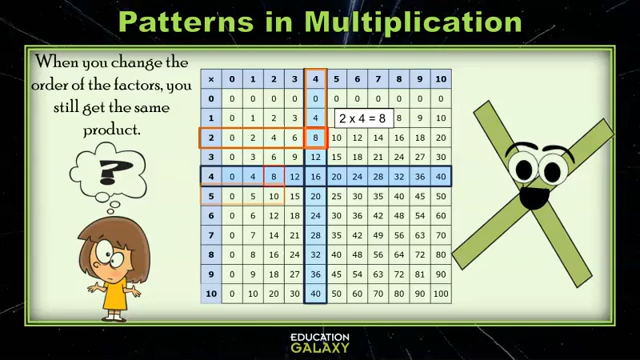 Patterns in Multiplication
When you change the
order of the factors, you
still get the same
product.
?
× 0 1 2 3 4 5 6 7 8 9 10
0 0 0 0 0 0 0 0 0 0 0 0
1 0 1 2 3 4 2 x 4 = 8 8 9 10
2 0 2 4 6 8 10 12 14 16 18 20
3 0 3 6 9 12 15 18 21 24 27 30
4 0 4 8 12 16 20 24 28 32 36 40
5 0 5 10 15 20 25 30 35 40 45 50
6 0 6 12 18 24 30 36 42 48 54 60
7 0 7 14 21 28 35 42 49 56 63 70
8 0 8 16 24 32 40 48 56 64 72 80
9 0 9 18 27 36 45 54 63 72 81 90
10 0 10 20 30 40 50 60 70 80 90 100
EDUCATION
GALAXY